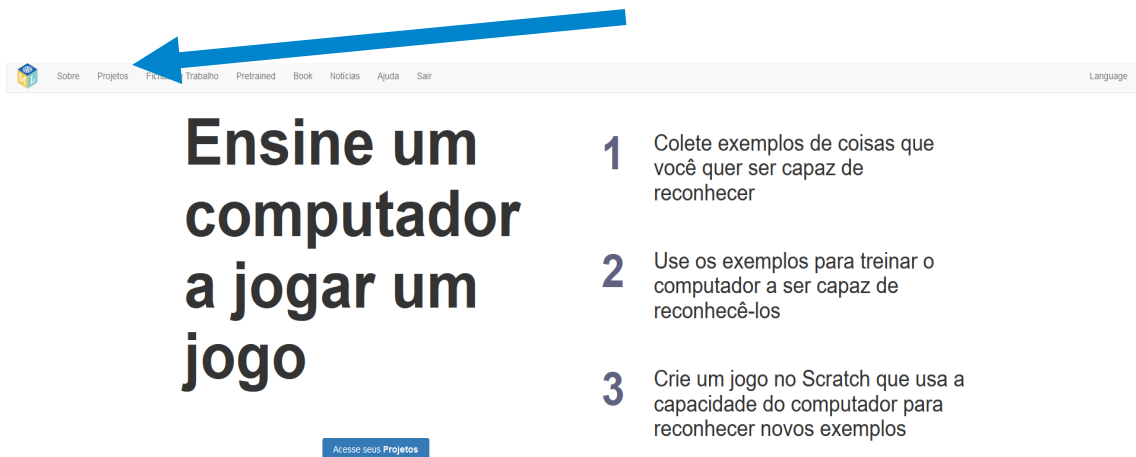 Sobre Projetos Trabalho Pretrained Book Notícias Ajuda Sair Language
Ensine um
computador
a jogar um
jogo
Acesse seus Projetos
1 Colete exemplos de coisas que
você quer ser capaz de
reconhecer
2 Use os exemplos para treinar o
computador a ser capaz de
reconhecê-los
3 Crie um jogo no Scratch que usa a
capacidade do computador para
reconhecer novos exemplos